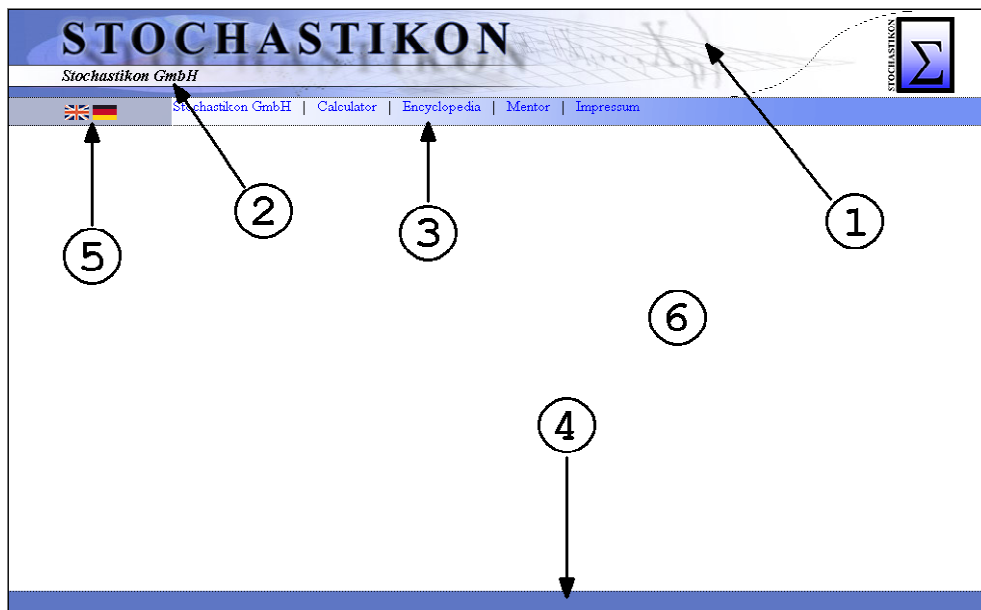 STOCHASTIKON
STOCHASTIKON
Σ
Stochastikon GmbH
Stochastikon GmbH | Calculator | Encyclopedia | Mentor | Impressum
5
2
3
1
6
4